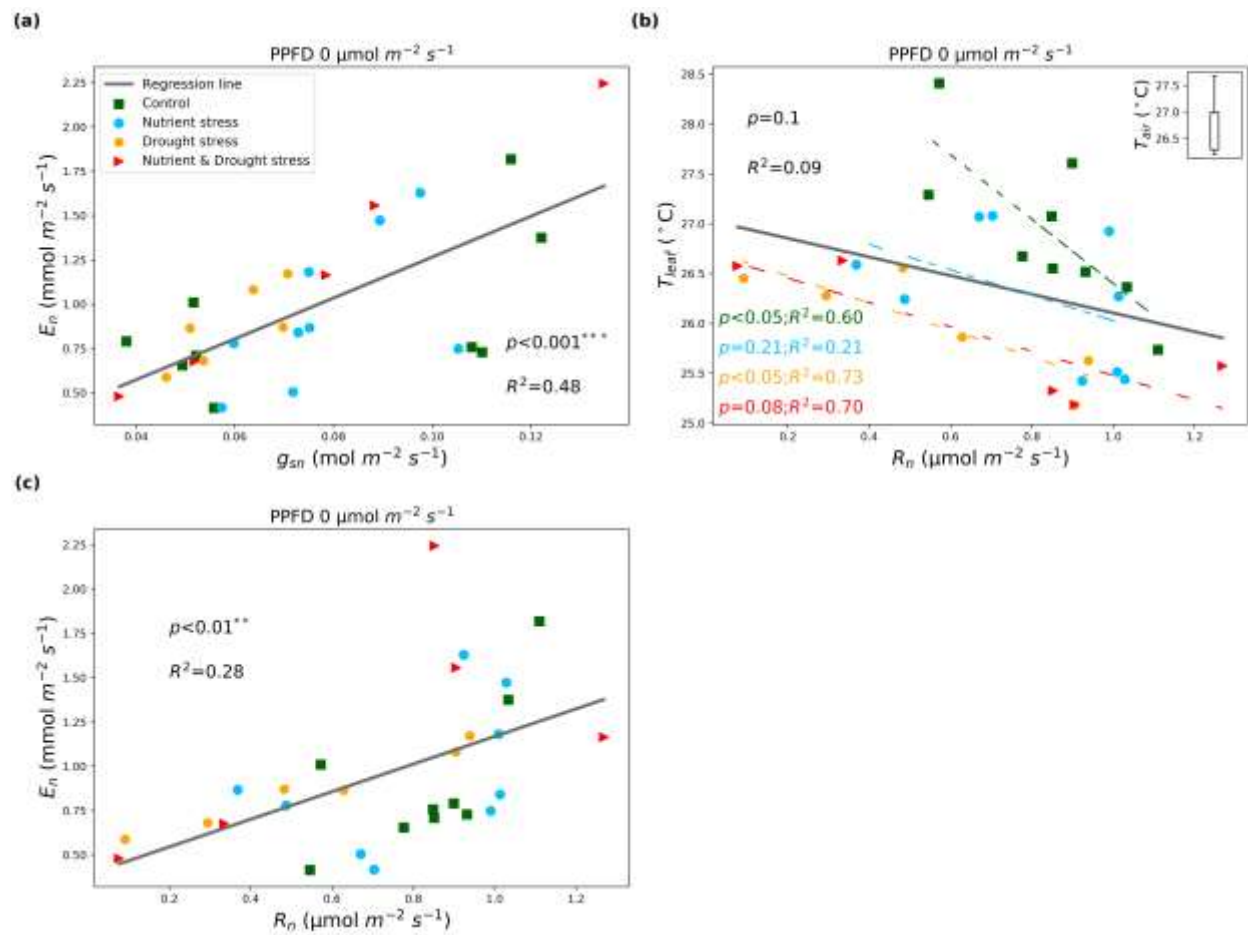 (a)
PPFD 0 µmol m⁻² s⁻¹
Regression line
Control
Nutrient stress
Drought stress
Nutrient & Drought stress
p<0.001***
R²=0.48
2.25
2.00
1.75
1.50
1.25
1.00
0.75
0.50
Eₙ (mmol m⁻² s⁻¹)
0.04
0.06
0.08
0.10
0.12
gₛₙ (mol m⁻² s⁻¹)
(b)
PPFD 0 µmol m⁻² s⁻¹
p=0.1
R²=0.09
T_air (°C)
27.5
27.0
26.5
p<0.05;R²=0.60
p=0.21;R²=0.21
p<0.05;R²=0.73
p=0.08;R²=0.70
28.5
28.0
27.5
27.0
26.5
26.0
25.5
25.0
T_leaf (°C)
0.2
0.4
0.6
0.8
1.0
1.2
Rₙ (µmol m⁻² s⁻¹)
(c)
PPFD 0 µmol m⁻² s⁻¹
p<0.01**
R²=0.28
2.25
2.00
1.75
1.50
1.25
1.00
0.75
0.50
Eₙ (mmol m⁻² s⁻¹)
0.2
0.4
0.6
0.8
1.0
1.2
Rₙ (µmol m⁻² s⁻¹)